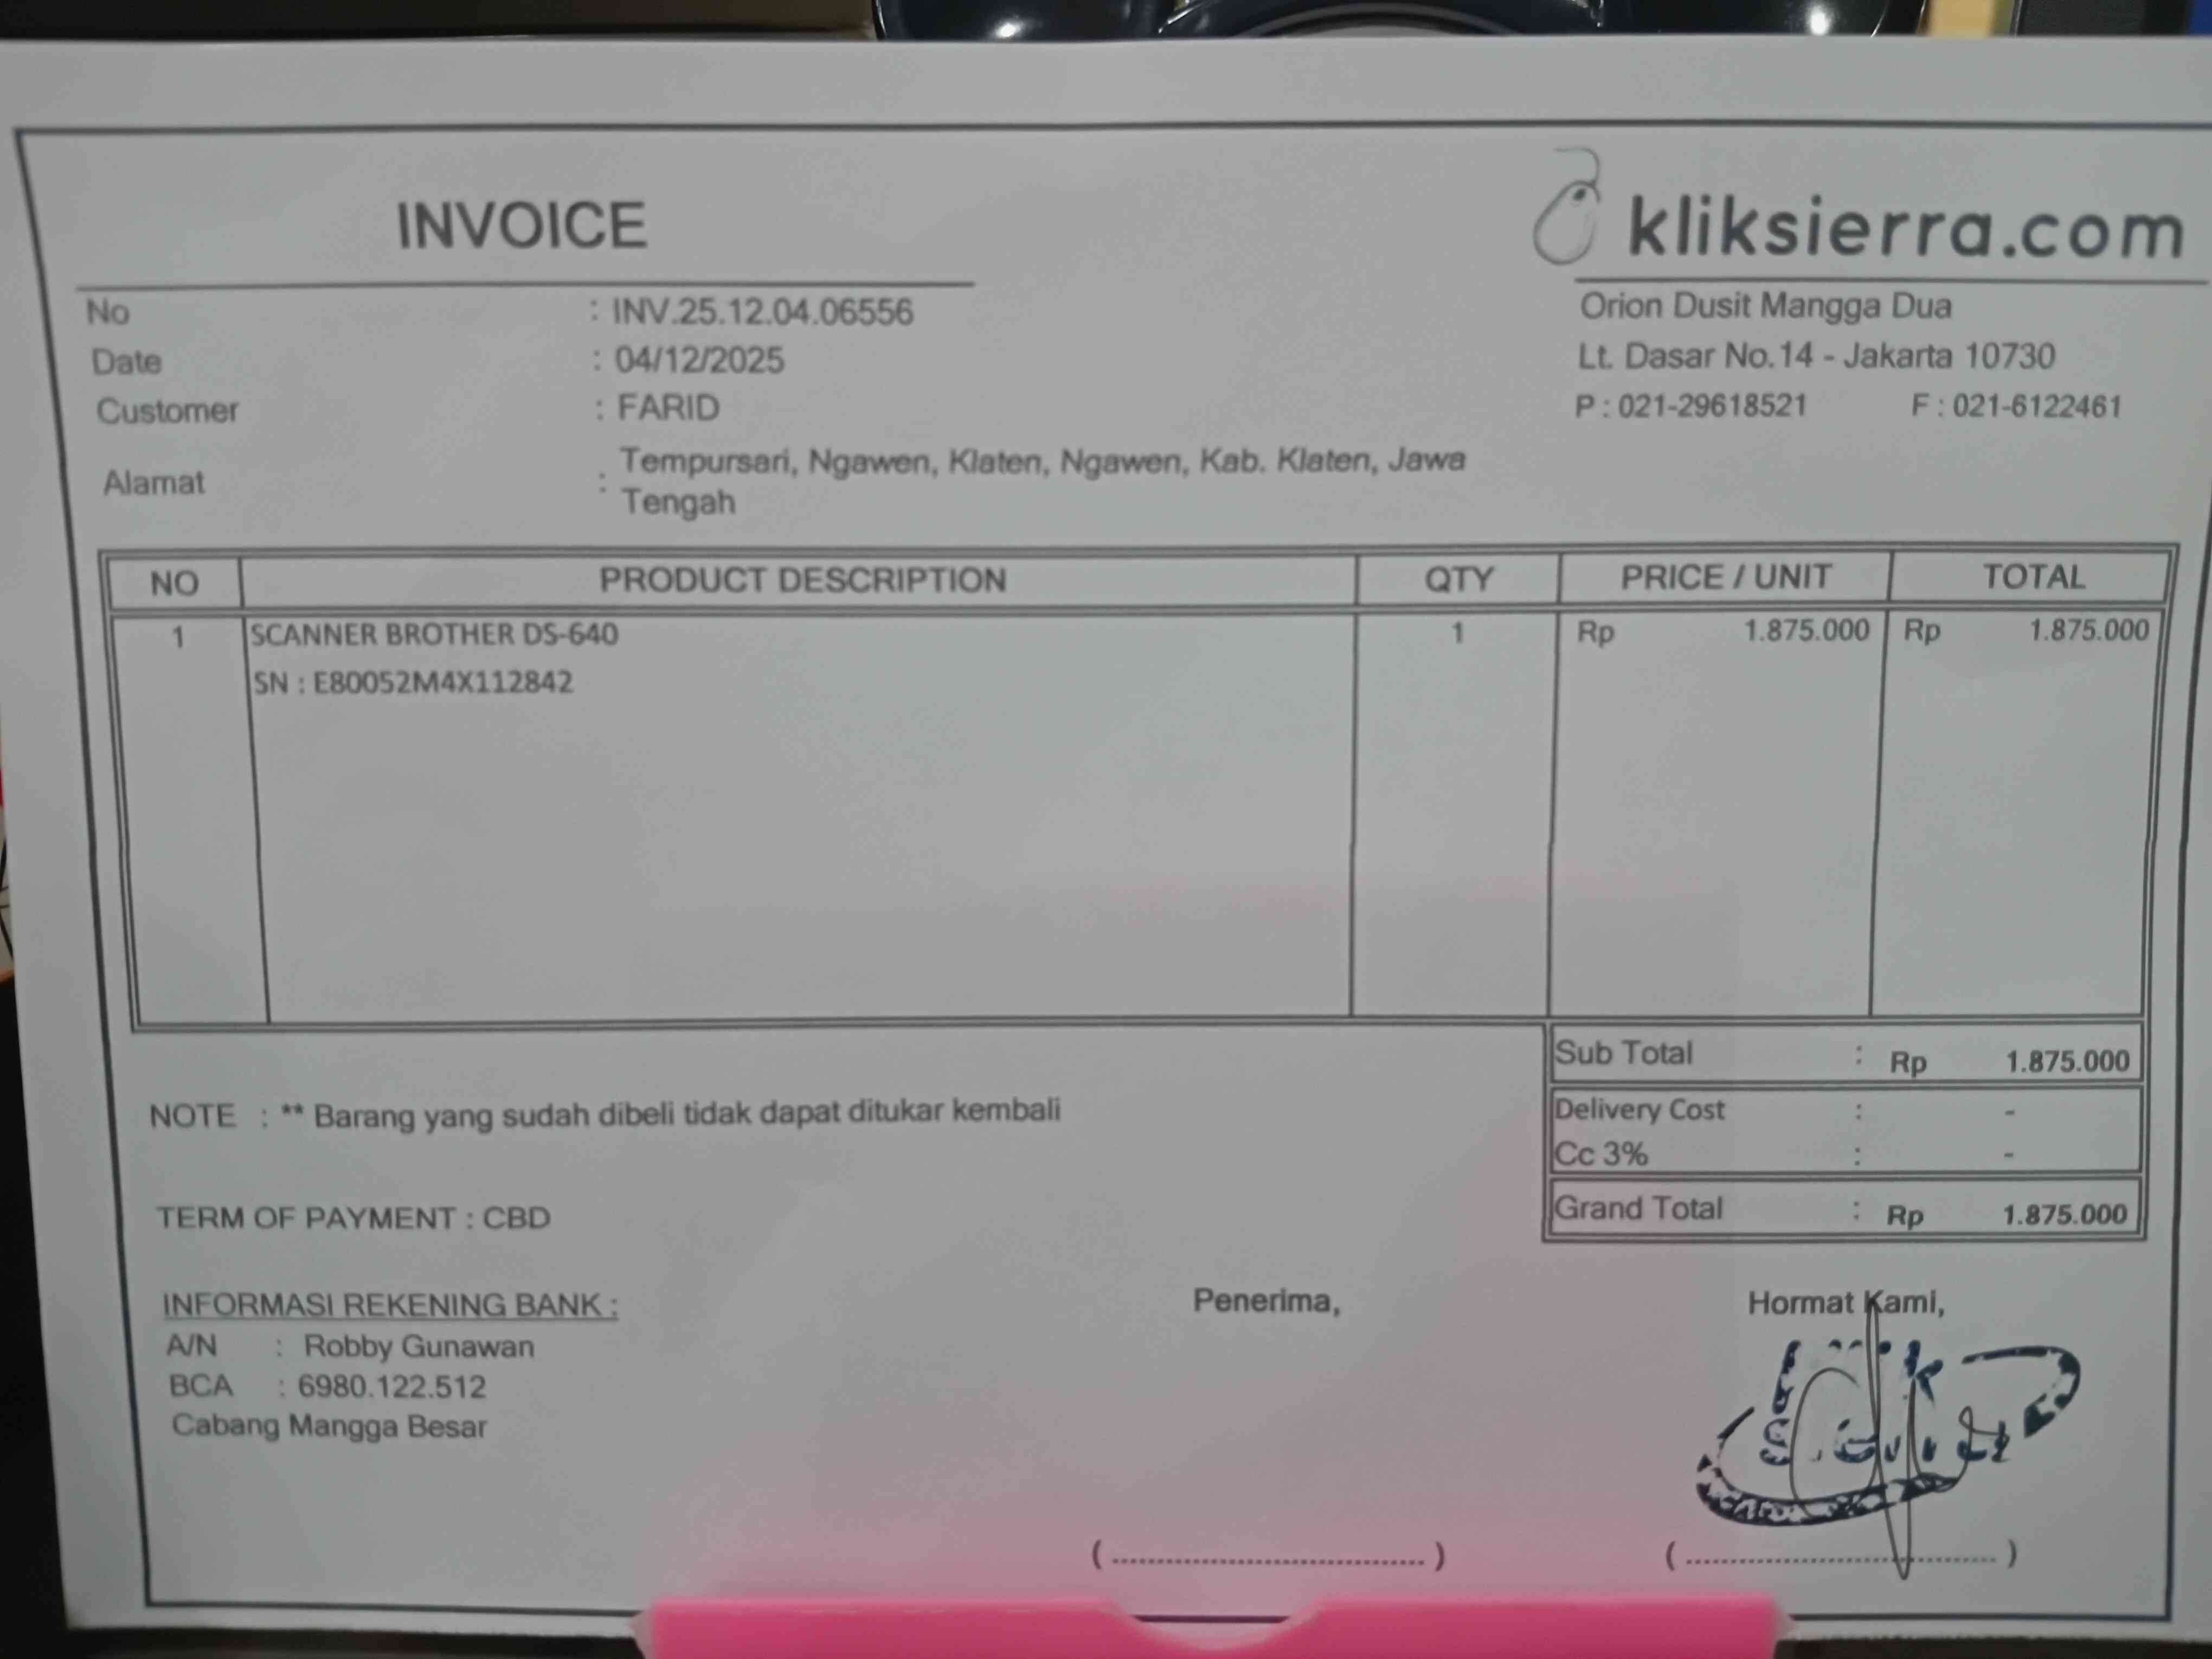 INVOICE
kliksierra.com
No : INV.25.12.04.06556
Date : 04/12/2025
Customer : FARID
Alamat : Tempursari, Ngawen, Klaten, Ngawen, Kab. Klaten, Jawa
Tengah
Orion Dusit Mangga Dua
Lt. Dasar No.14 - Jakarta 10730
P : 021-29618521 F : 021-6122461
NO PRODUCT DESCRIPTION QTY PRICE / UNIT TOTAL
1 SCANNER BROTHER DS-640 1 Rp 1.875.000 Rp 1.875.000
SN : E80052M4X112842
Sub Total : Rp 1.875.000
Delivery Cost : -
Cc 3% : -
Grand Total : Rp 1.875.000
NOTE : ** Barang yang sudah dibeli tidak dapat ditukar kembali
TERM OF PAYMENT : CBD
INFORMASI REKENING BANK :
A/N : Robby Gunawan
BCA : 6980.122.512
Cabang Mangga Besar
Penerima,
Hormat Kami,
( ........................................ )
( ........................................ )